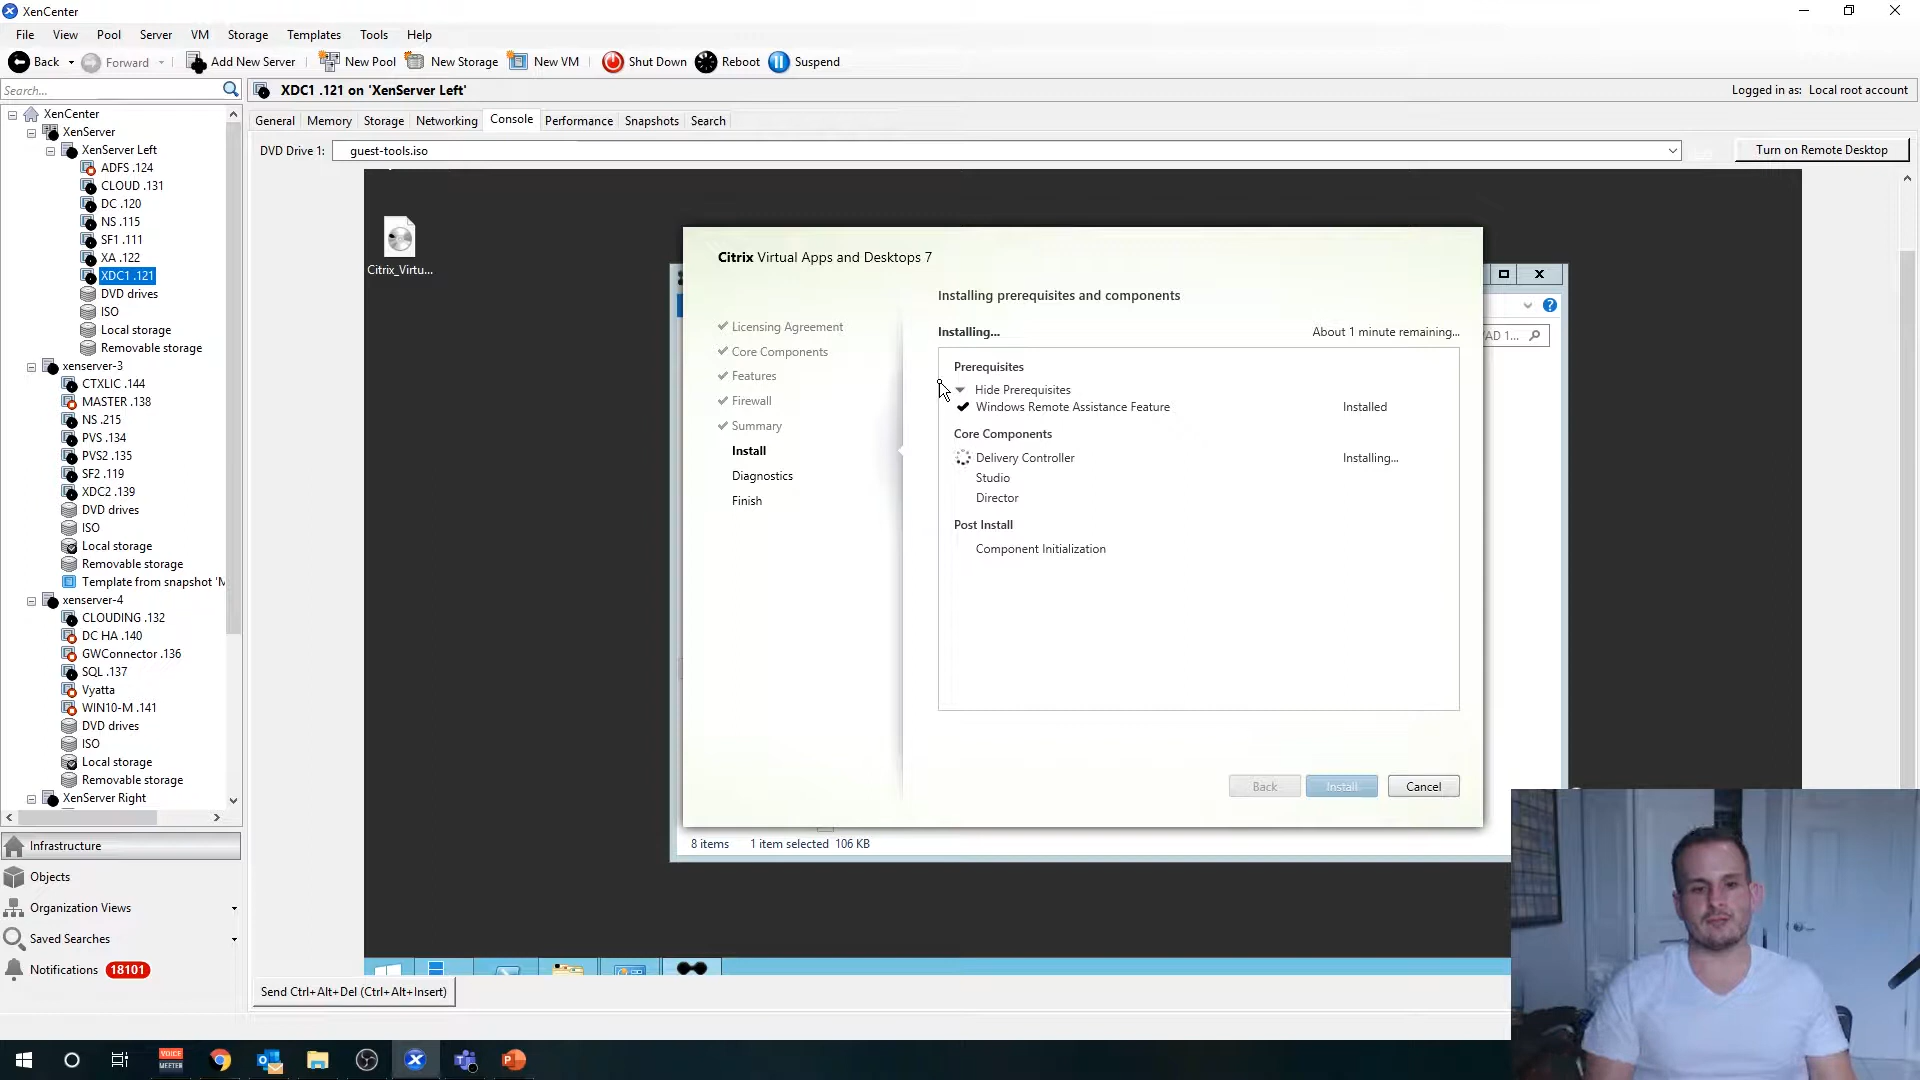 XenCenter
File View Pool Server VM Storage Templates Tools Help
Back Forward Add New Server New Pool New Storage New VM Shut Down Reboot Suspend
Search...
XDC1 .121 on 'XenServer Left'
Logged in as: Local root account
General Memory Storage Networking Console Performance Snapshots Search
DVD Drive 1: guest-tools.iso
Turn on Remote Desktop
XenCenter
XenServer
XenServer Left
ADFS .124
CLOUD .131
DC .120
NS .115
SF1 .111
XA .122
XDC1 .121
DVD drives
ISO
Local storage
Removable storage
xenserver-3
CTXLIC .144
MASTER .138
NS .215
PVS .134
PVS2 .135
SF2 .119
XDC2 .139
DVD drives
ISO
Local storage
Removable storage
Template from snapshot 'M
xenserver-4
CLOUDING .132
DC HA .140
GWConnector .136
SQL .137
Vyatta
WIN10-M .141
DVD drives
ISO
Local storage
Removable storage
XenServer Right
Infrastructure
Objects
Organization Views
Saved Searches
Notifications 18101
Citrix_Virtu...
Citrix Virtual Apps and Desktops 7
Licensing Agreement
Core Components
Features
Firewall
Summary
Install
Diagnostics
Finish
Installing prerequisites and components
Installing... About 1 minute remaining...
Prerequisites
Hide Prerequisites
Windows Remote Assistance Feature Installed
Core Components
Delivery Controller Installing...
Studio
Director
Post Install
Component Initialization
Back Install Cancel
AD 1...
8 items 1 item selected 106 KB
Send Ctrl+Alt+Del (Ctrl+Alt+Insert)
VOICE
MEETER